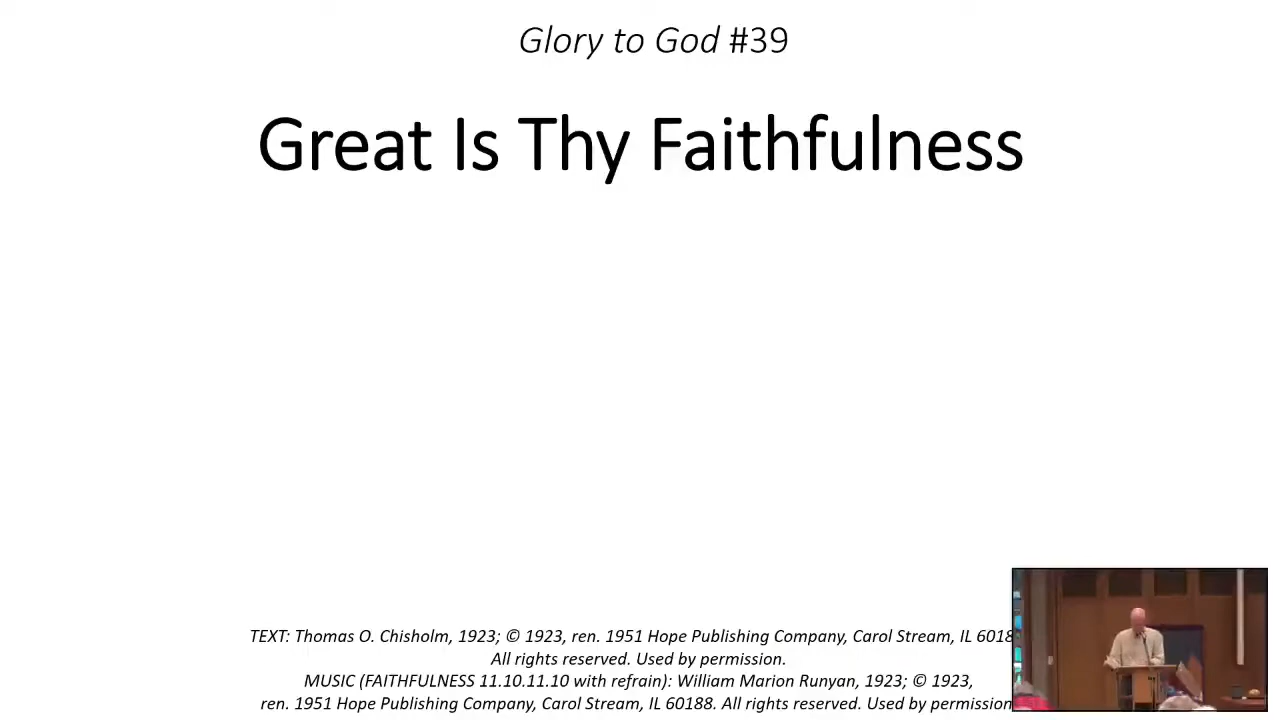 Glory to God #39
Great Is Thy Faithfulness
TEXT: Thomas O. Chisholm, 1923; © 1923, ren. 1951 Hope Publishing Company, Carol Stream, IL 6018
All rights reserved. Used by permission.
MUSIC (FAITHFULNESS 11.10.11.10 with refrain): William Marion Runyan, 1923; © 1923,
ren. 1951 Hope Publishing Company, Carol Stream, IL 60188. All rights reserved. Used by permission